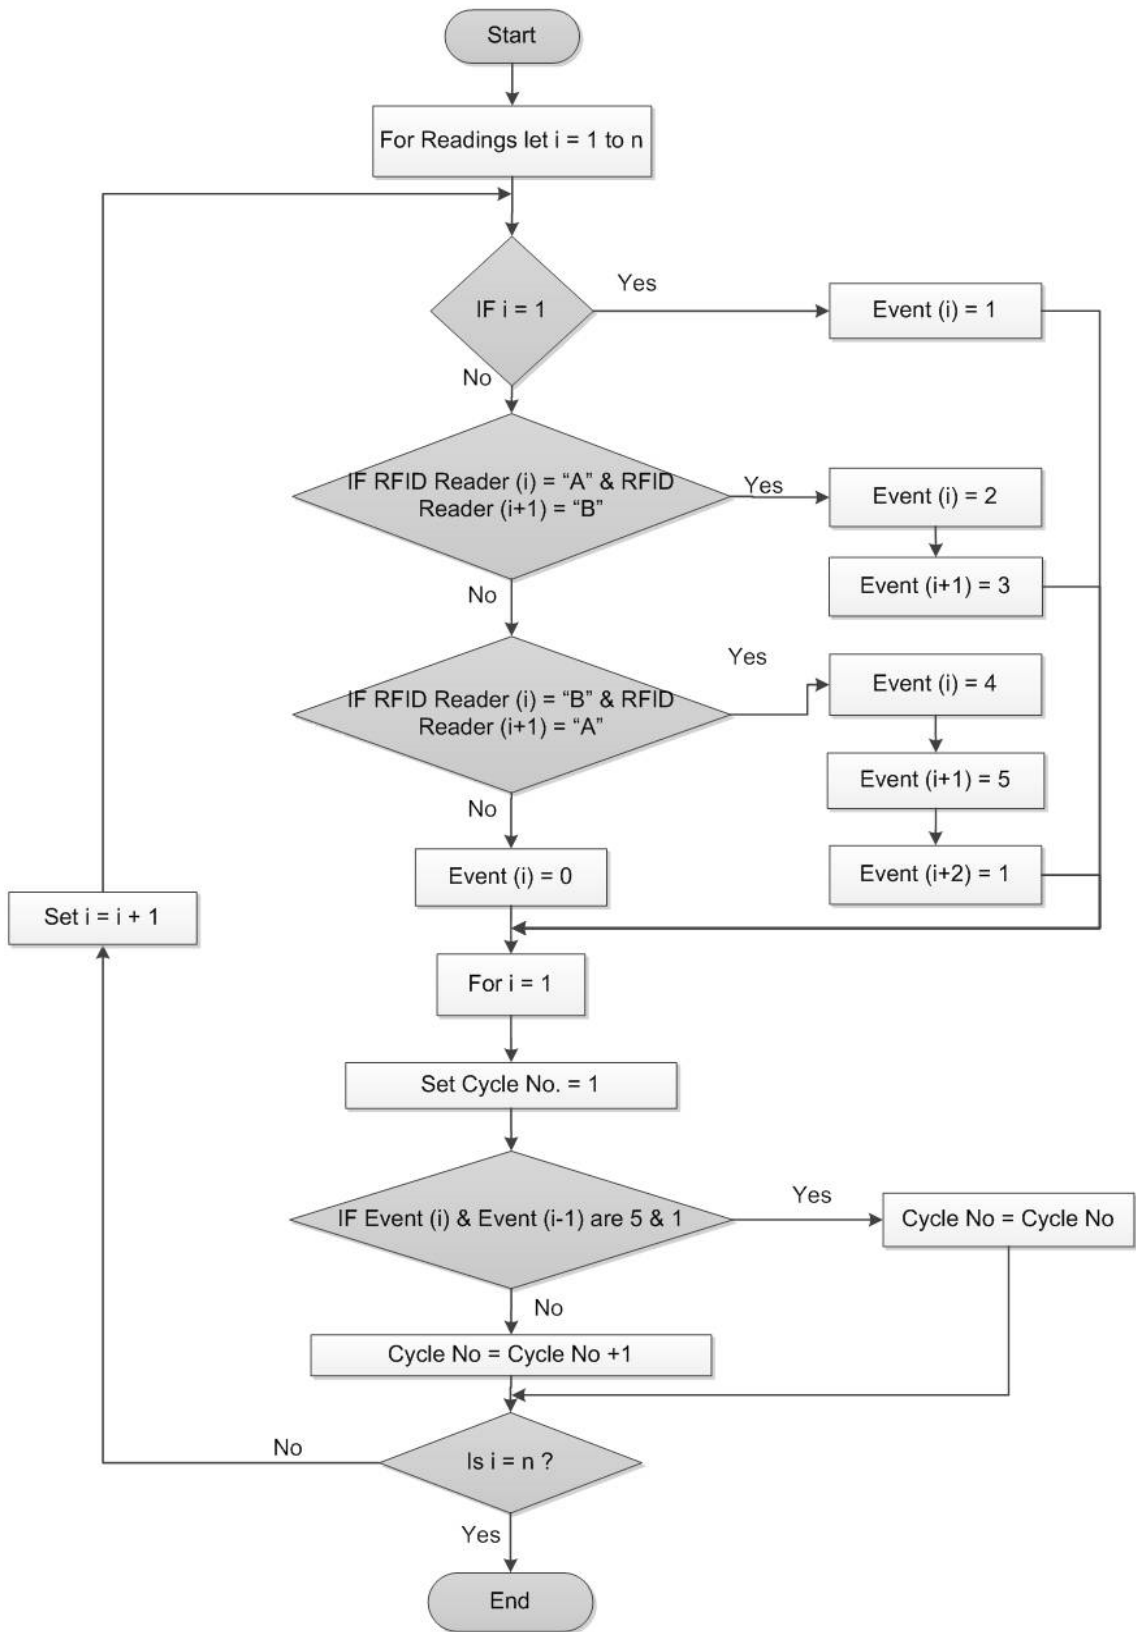 Start
For Readings let i = 1 to n
IF i = 1
Yes
Event (i) = 1
No
IF RFID Reader (i) = “A” & RFID
Reader (i+1) = “B”
Yes
Event (i) = 2
Event (i+1) = 3
No
IF RFID Reader (i) = “B” & RFID
Reader (i+1) = “A”
Yes
Event (i) = 4
Event (i+1) = 5
Event (i+2) = 1
No
Event (i) = 0
Set i = i + 1
For i = 1
Set Cycle No. = 1
IF Event (i) & Event (i-1) are 5 & 1
Yes
Cycle No = Cycle No
No
Cycle No = Cycle No +1
Is i = n ?
No
Yes
End